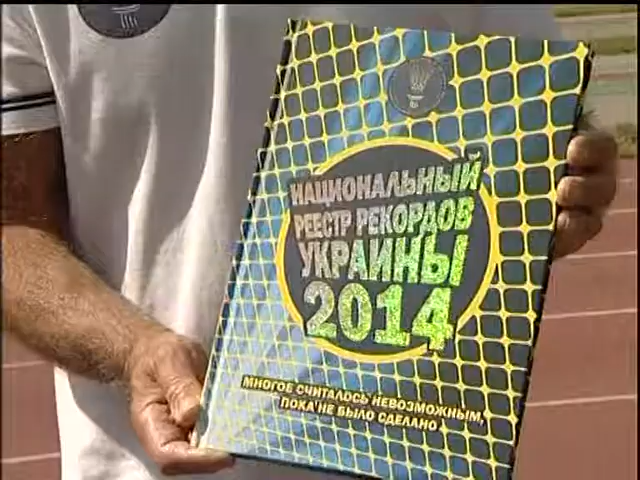 НАЦИОНАЛЬНЫЙ
РЕЕСТР РЕКОРДОВ
УКРАИНЫ
2014
МНОГОЕ СЧИТАЛОСЬ НЕВОЗМОЖНЫМ,
ПОКА НЕ БЫЛО СДЕЛАНО